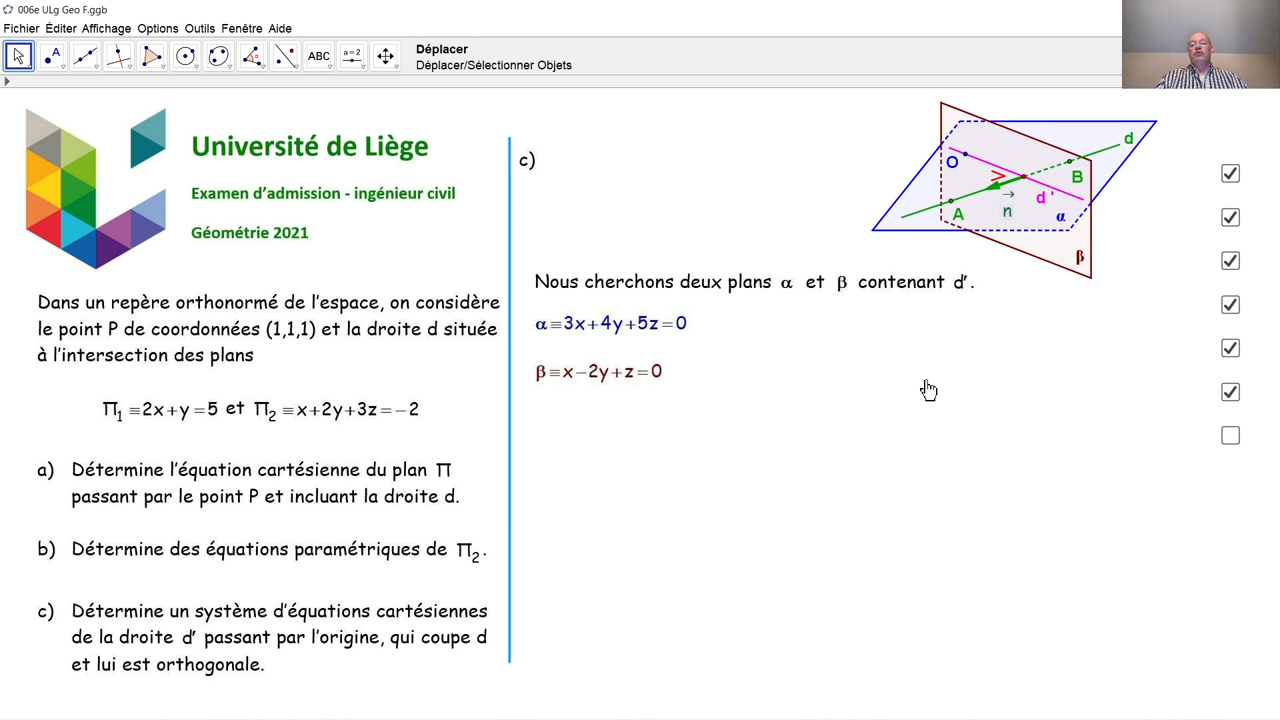 006e ULg Geo F.ggb
Fichier Éditer Affichage Options Outils Fenêtre Aide
A
ABC
a=2
Déplacer
Déplacer/Sélectionner Objets
Université de Liège
Examen d'admission - ingénieur civil
Géométrie 2021
Dans un repère orthonormé de l'espace, on considère
le point P de coordonnées (1,1,1) et la droite d située
à l'intersection des plans
Π₁ ≡2x+y=5 et Π₂ ≡x+2y+3z=−2
a) Détermine l'équation cartésienne du plan Π
passant par le point P et incluant la droite d.
b) Détermine des équations paramétriques de Π₂.
c) Détermine un système d'équations cartésiennes
de la droite d' passant par l'origine, qui coupe d
et lui est orthogonale.
c)
d
O
B
d'
n
A
α
β
Nous cherchons deux plans α et β contenant d'.
α≡3x+4y+5z=0
β≡x−2y+z=0